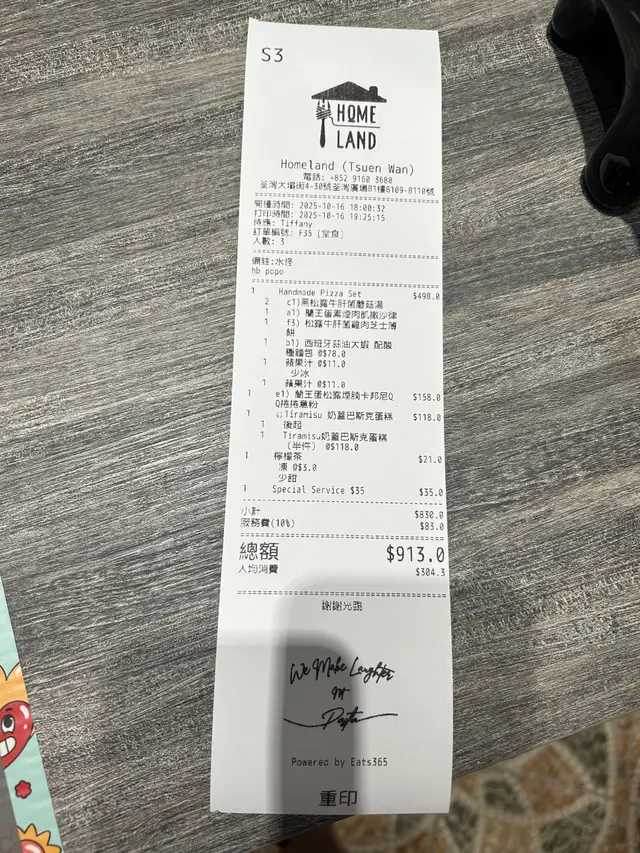 S3
HOME
LAND
Homeland (Tsuen Wan)
電話: +852 9160 3680
荃灣大壩街4-30號荃灣廣場81樓8109-8110號
開檯時間: 2025-10-16 18:00:32
打印時間: 2025-10-16 19:25:15
侍應: Tiffany
訂單編號: F35 [堂食]
人數: 3
備註:水怪
hb popo
1 Handmade Pizza Set $498.0
2 c1)黑松露牛肝菌蘑菇湯
1 a1) 蘭王蛋素煙肉凱撒沙律
1 f3) 松露牛肝菌雞肉芝士薄
餅
1 b1) 西班牙蒜油大蝦 配酸
種麵包 @$78.0
1 蘋果汁 @$11.0
少冰
1 蘋果汁 @$11.0
1 e1) 蘭王蛋松露煙腩卡邦尼Q $158.0
Q捲捲意粉
1 Tiramisu 奶蓋巴斯克蛋糕 $118.0
1 後起
1 Tiramisu奶蓋巴斯克蛋糕
(半件) @$118.0
1 檸檬茶 $21.0
凍 @$3.0
少甜
1 Special Service $35 $35.0
小計 $830.0
服務費(10%) $83.0
總額 $913.0
人均消費 $304.3
謝謝光臨
We Make Laughter
Pasta
Powered by Eats365
重印